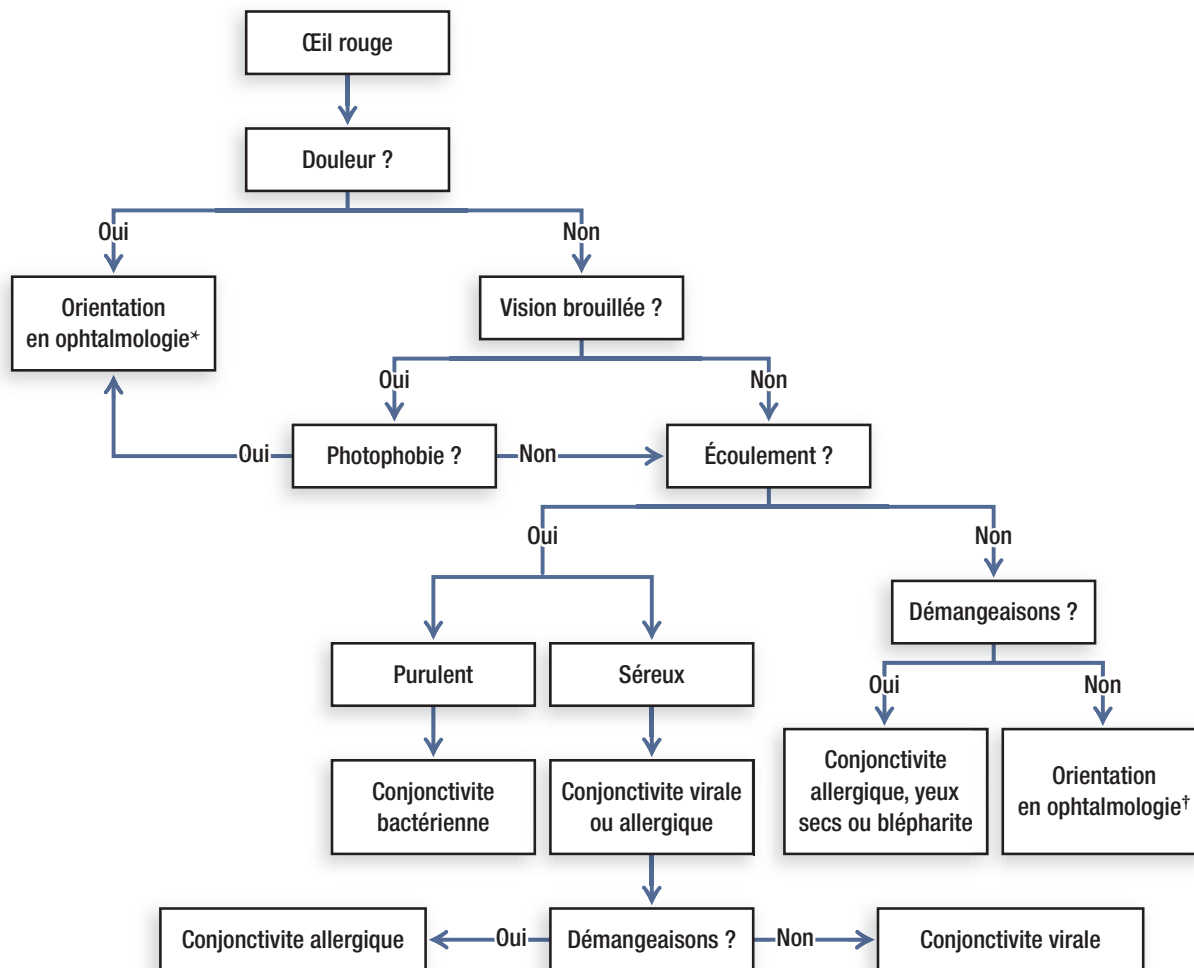 Œil rouge
Douleur ?
Oui
Non
Orientation
en ophtalmologie*
Vision brouillée ?
Oui
Non
Oui
Photophobie ?
Non
Écoulement ?
Oui
Non
Démangeaisons ?
Purulent
Séreux
Oui
Non
Conjonctivite
bactérienne
Conjonctivite virale
ou allergique
Conjonctivite
allergique, yeux
secs ou blépharite
Orientation
en ophtalmologie†
Conjonctivite allergique
Oui
Démangeaisons ?
Non
Conjonctivite virale